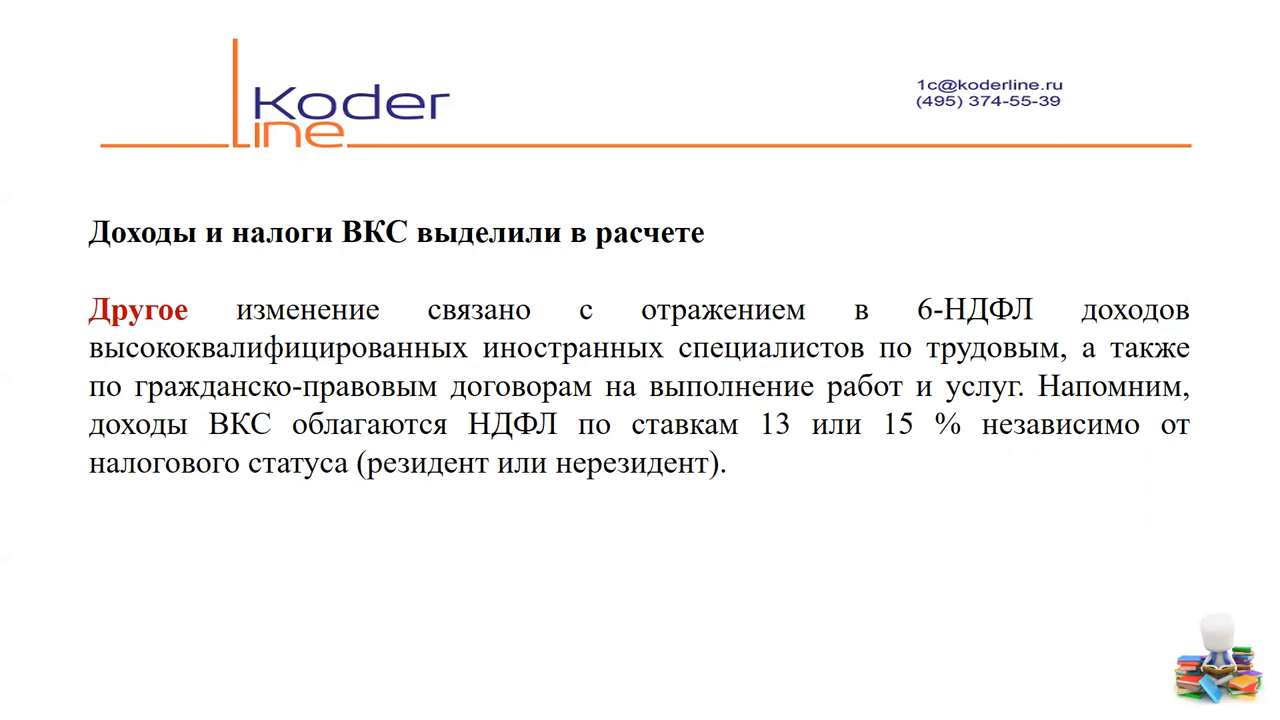 Koder
Line
1c@koderline.ru
(495) 374-55-39
Доходы и налоги ВКС выделили в расчете
Другое изменение связано с отражением в 6-НДФЛ доходов
высококвалифицированных иностранных специалистов по трудовым, а также
по гражданско-правовым договорам на выполнение работ и услуг. Напомним,
доходы ВКС облагаются НДФЛ по ставкам 13 или 15 % независимо от
налогового статуса (резидент или нерезидент).